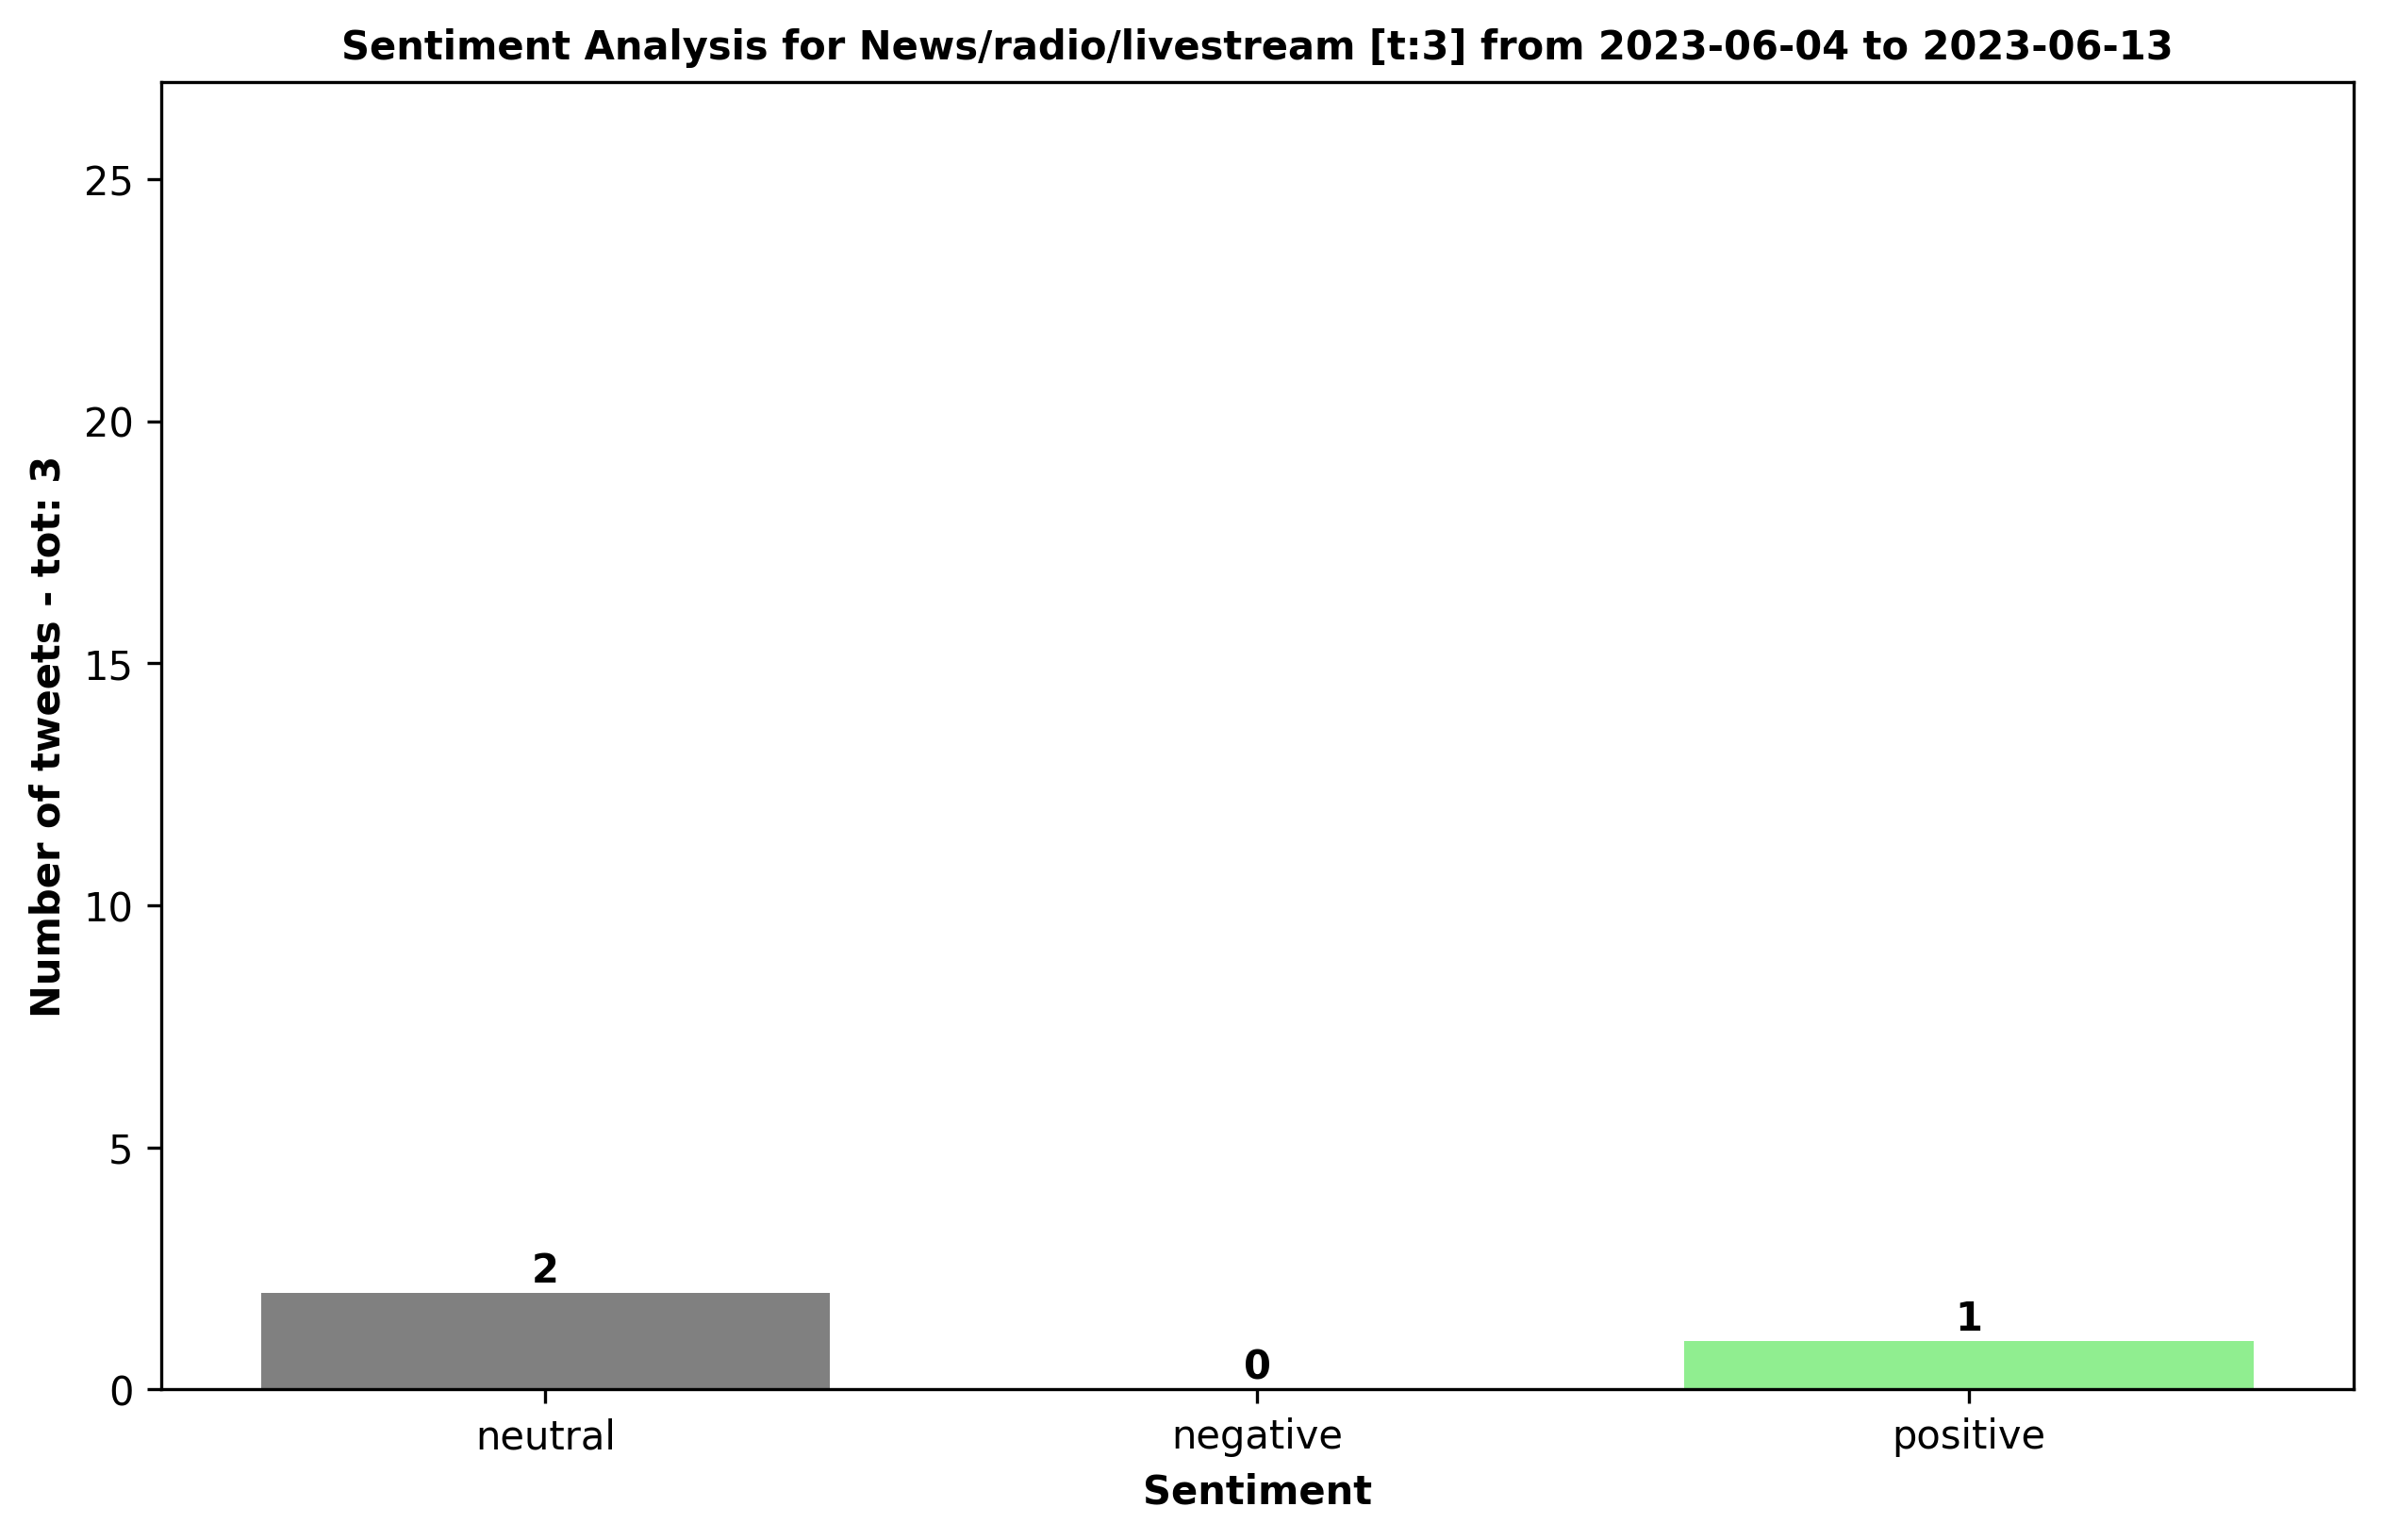 Sentiment Analysis for News/radio/livestream [t:3] from 2023-06-04 to 2023-06-13
Number of tweets - tot: 3
25
20
15
10
5
0
2
0
1
neutral
negative
positive
Sentiment